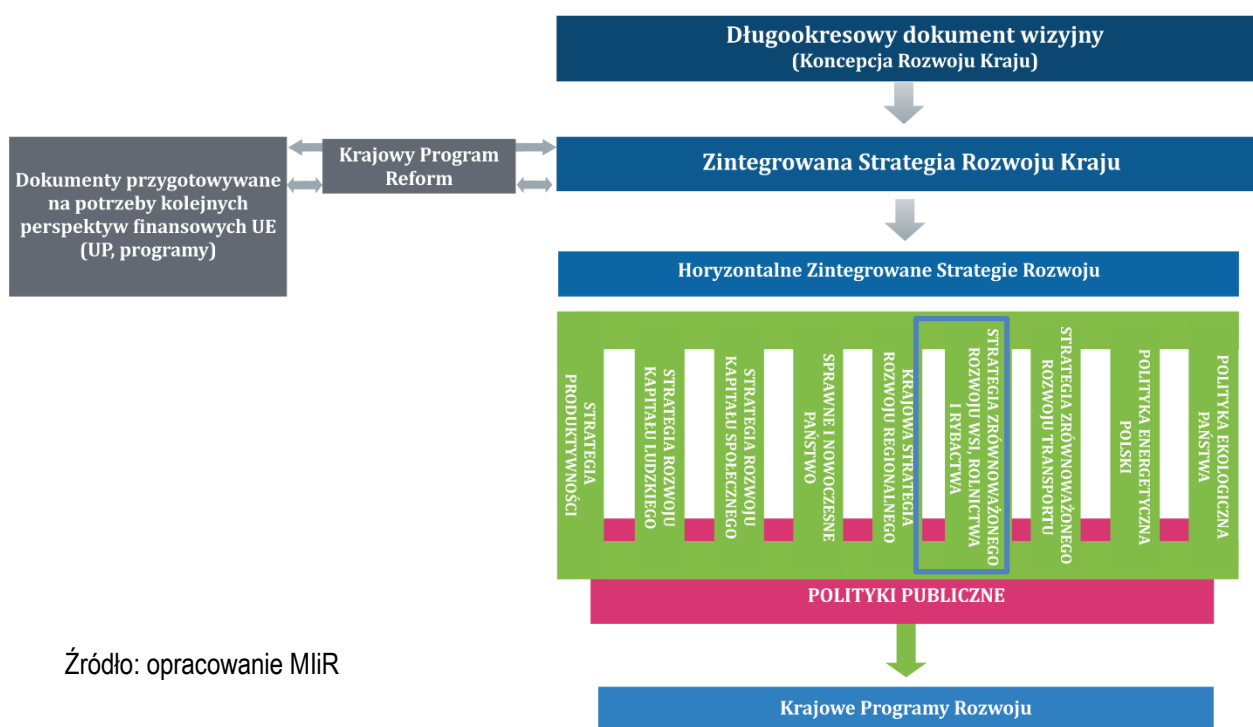 Długookresowy dokument wizyjny
(Koncepcja Rozwoju Kraju)
Krajowy Program
Reform
Zintegrowana Strategia Rozwoju Kraju
Dokumenty przygotowywane
na potrzeby kolejnych
perspektyw finansowych UE
(UP, programy)
Horyzontalne Zintegrowane Strategie Rozwoju
STRATEGIA
PRODUKTYWNOŚCI
STRATEGIA ROZWOJU
KAPITAŁU LUDZKIEGO
STRATEGIA ROZWOJU
KAPITAŁU SPOŁECZNEGO
SPRAWNE I NOWOCZESNE
PAŃSTWO
KRAJOWA STRATEGIA
ROZWOJU REGIONALNEGO
STRATEGIA ZRÓWNOWAŻONEGO
ROZWOJU WSI, ROLNICTWA
I RYBACTWA
STRATEGIA ZRÓWNOWAŻONEGO
ROZWOJU TRANSPORTU
POLITYKA ENERGETYCZNA
POLSKI
POLITYKA EKOLOGICZNA
PAŃSTWA
POLITYKI PUBLICZNE
Źródło: opracowanie MIiR
Krajowe Programy Rozwoju